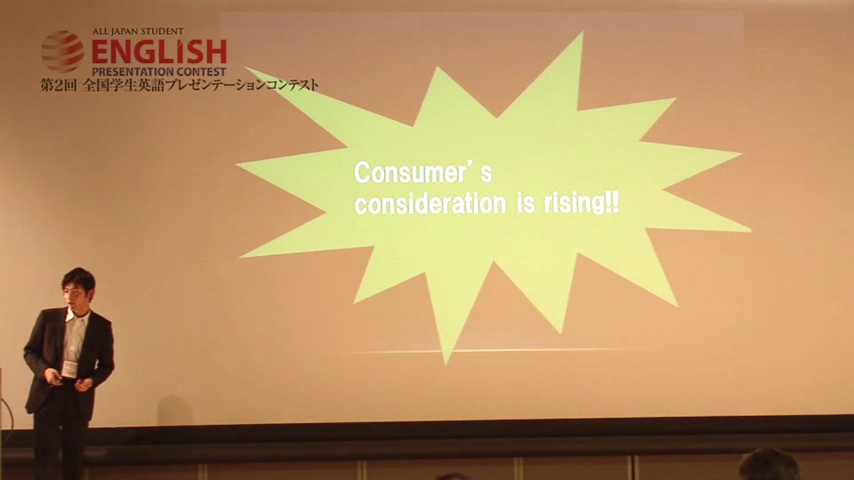 ALL JAPAN STUDENT
ENGLISH
PRESENTATION CONTEST
第2回 全国学生英語プレゼンテーションコンテスト
Consumer's
consideration is rising!!